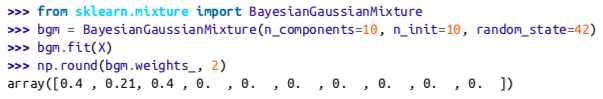 >>> from sklearn.mixture import BayesianGaussianMixture
>>> bgm = BayesianGaussianMixture(n_components=10, n_init=10, random_state=42)
>>> bgm.fit(X)
>>> np.round(bgm.weights_, 2)
array([0.4 , 0.21, 0.4 , 0.  , 0.  , 0.  , 0.  , 0.  , 0.  , 0.  ])